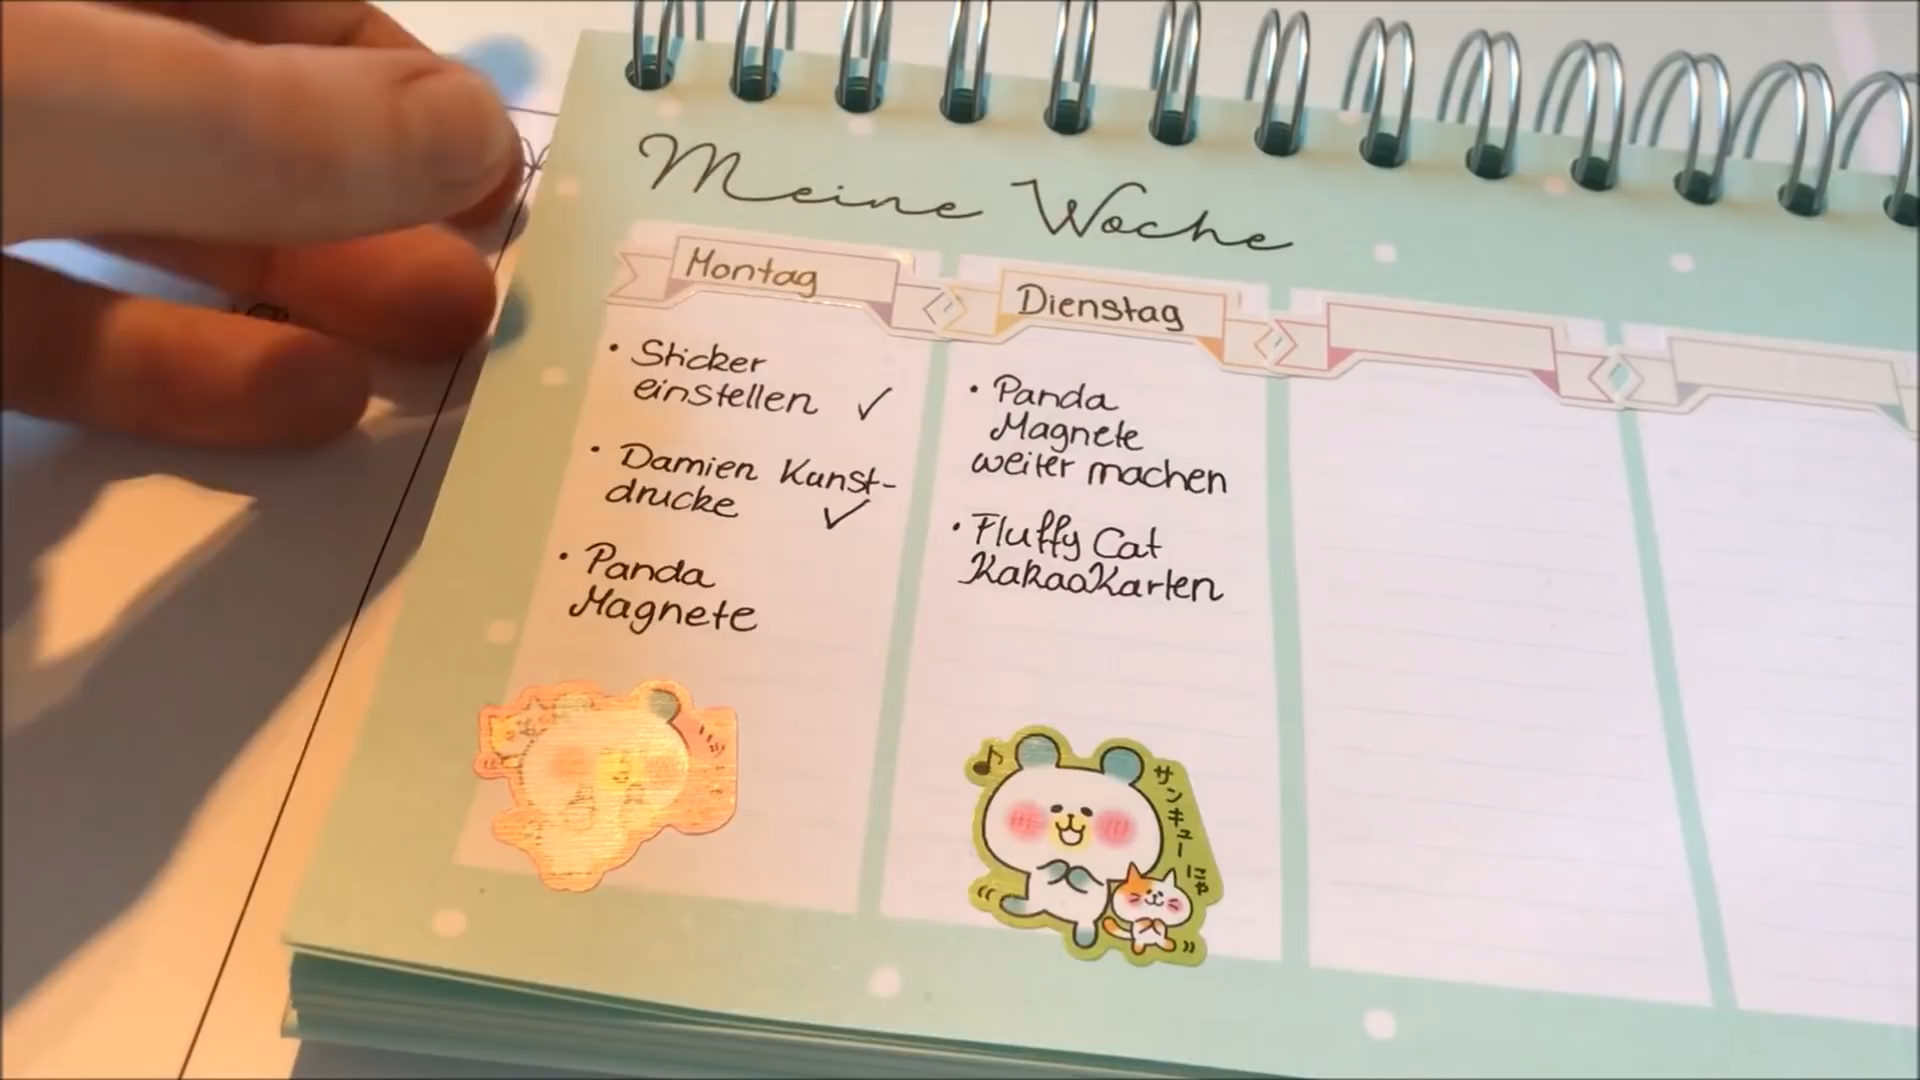 Meine Woche
Montag
• Sticker
einstellen ✓
• Damien Kunst-
drucke ✓
• Panda
Magnete
Dienstag
• Panda
Magnete
weiter machen
• Fluffy Cat
KakaoKarten
サンキューにゃ